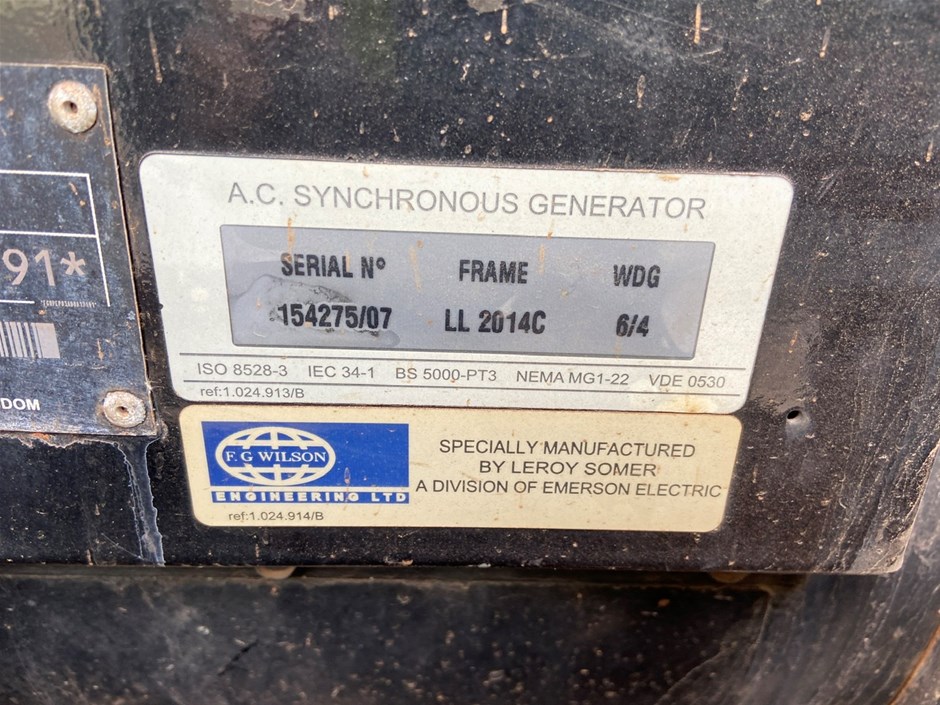 91*
DOM
A.C. SYNCHRONOUS GENERATOR
SERIAL Nº FRAME WDG
154275/07 LL 2014C 6/4
ISO 8528-3 IEC 34-1 BS 5000-PT3 NEMA MG1-22 VDE 0530
ref:1.024.913/B
F.G WILSON
ENGINEERING LTD
ref:1.024.914/B
SPECIALLY MANUFACTURED
BY LEROY SOMER
A DIVISION OF EMERSON ELECTRIC